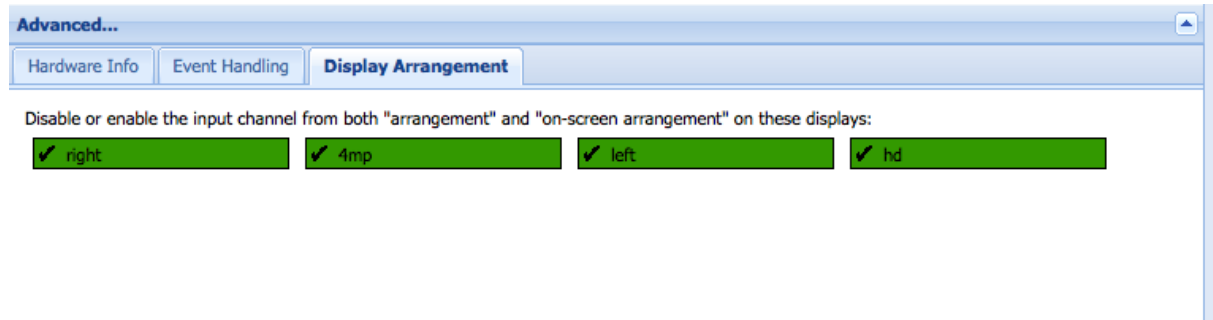 Advanced...
Hardware Info Event Handling Display Arrangement
Disable or enable the input channel from both "arrangement" and "on-screen arrangement" on these displays:
✔ right ✔ 4mp ✔ left ✔ hd